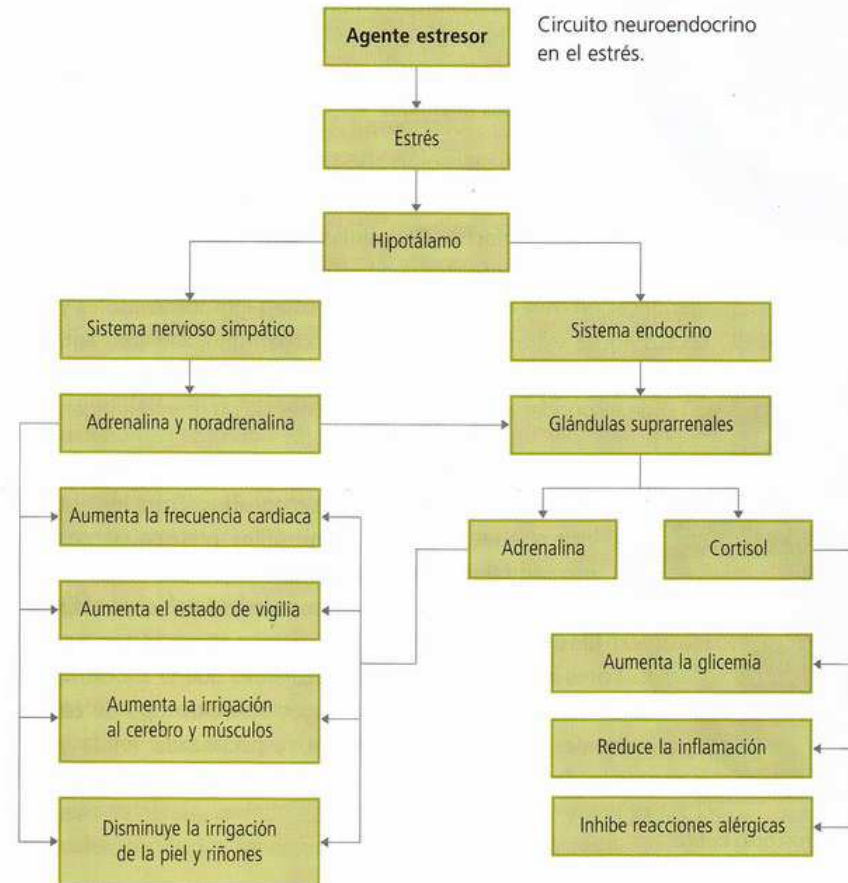 Agente estresor
Circuito neuroendocrino
en el estrés.
Estrés
Hipotálamo
Sistema nervioso simpático
Sistema endocrino
Adrenalina y noradrenalina
Glándulas suprarrenales
Aumenta la frecuencia cardiaca
Adrenalina
Cortisol
Aumenta el estado de vigilia
Aumenta la glicemia
Aumenta la irrigación
al cerebro y músculos
Reduce la inflamación
Disminuye la irrigación
de la piel y riñones
Inhibe reacciones alérgicas